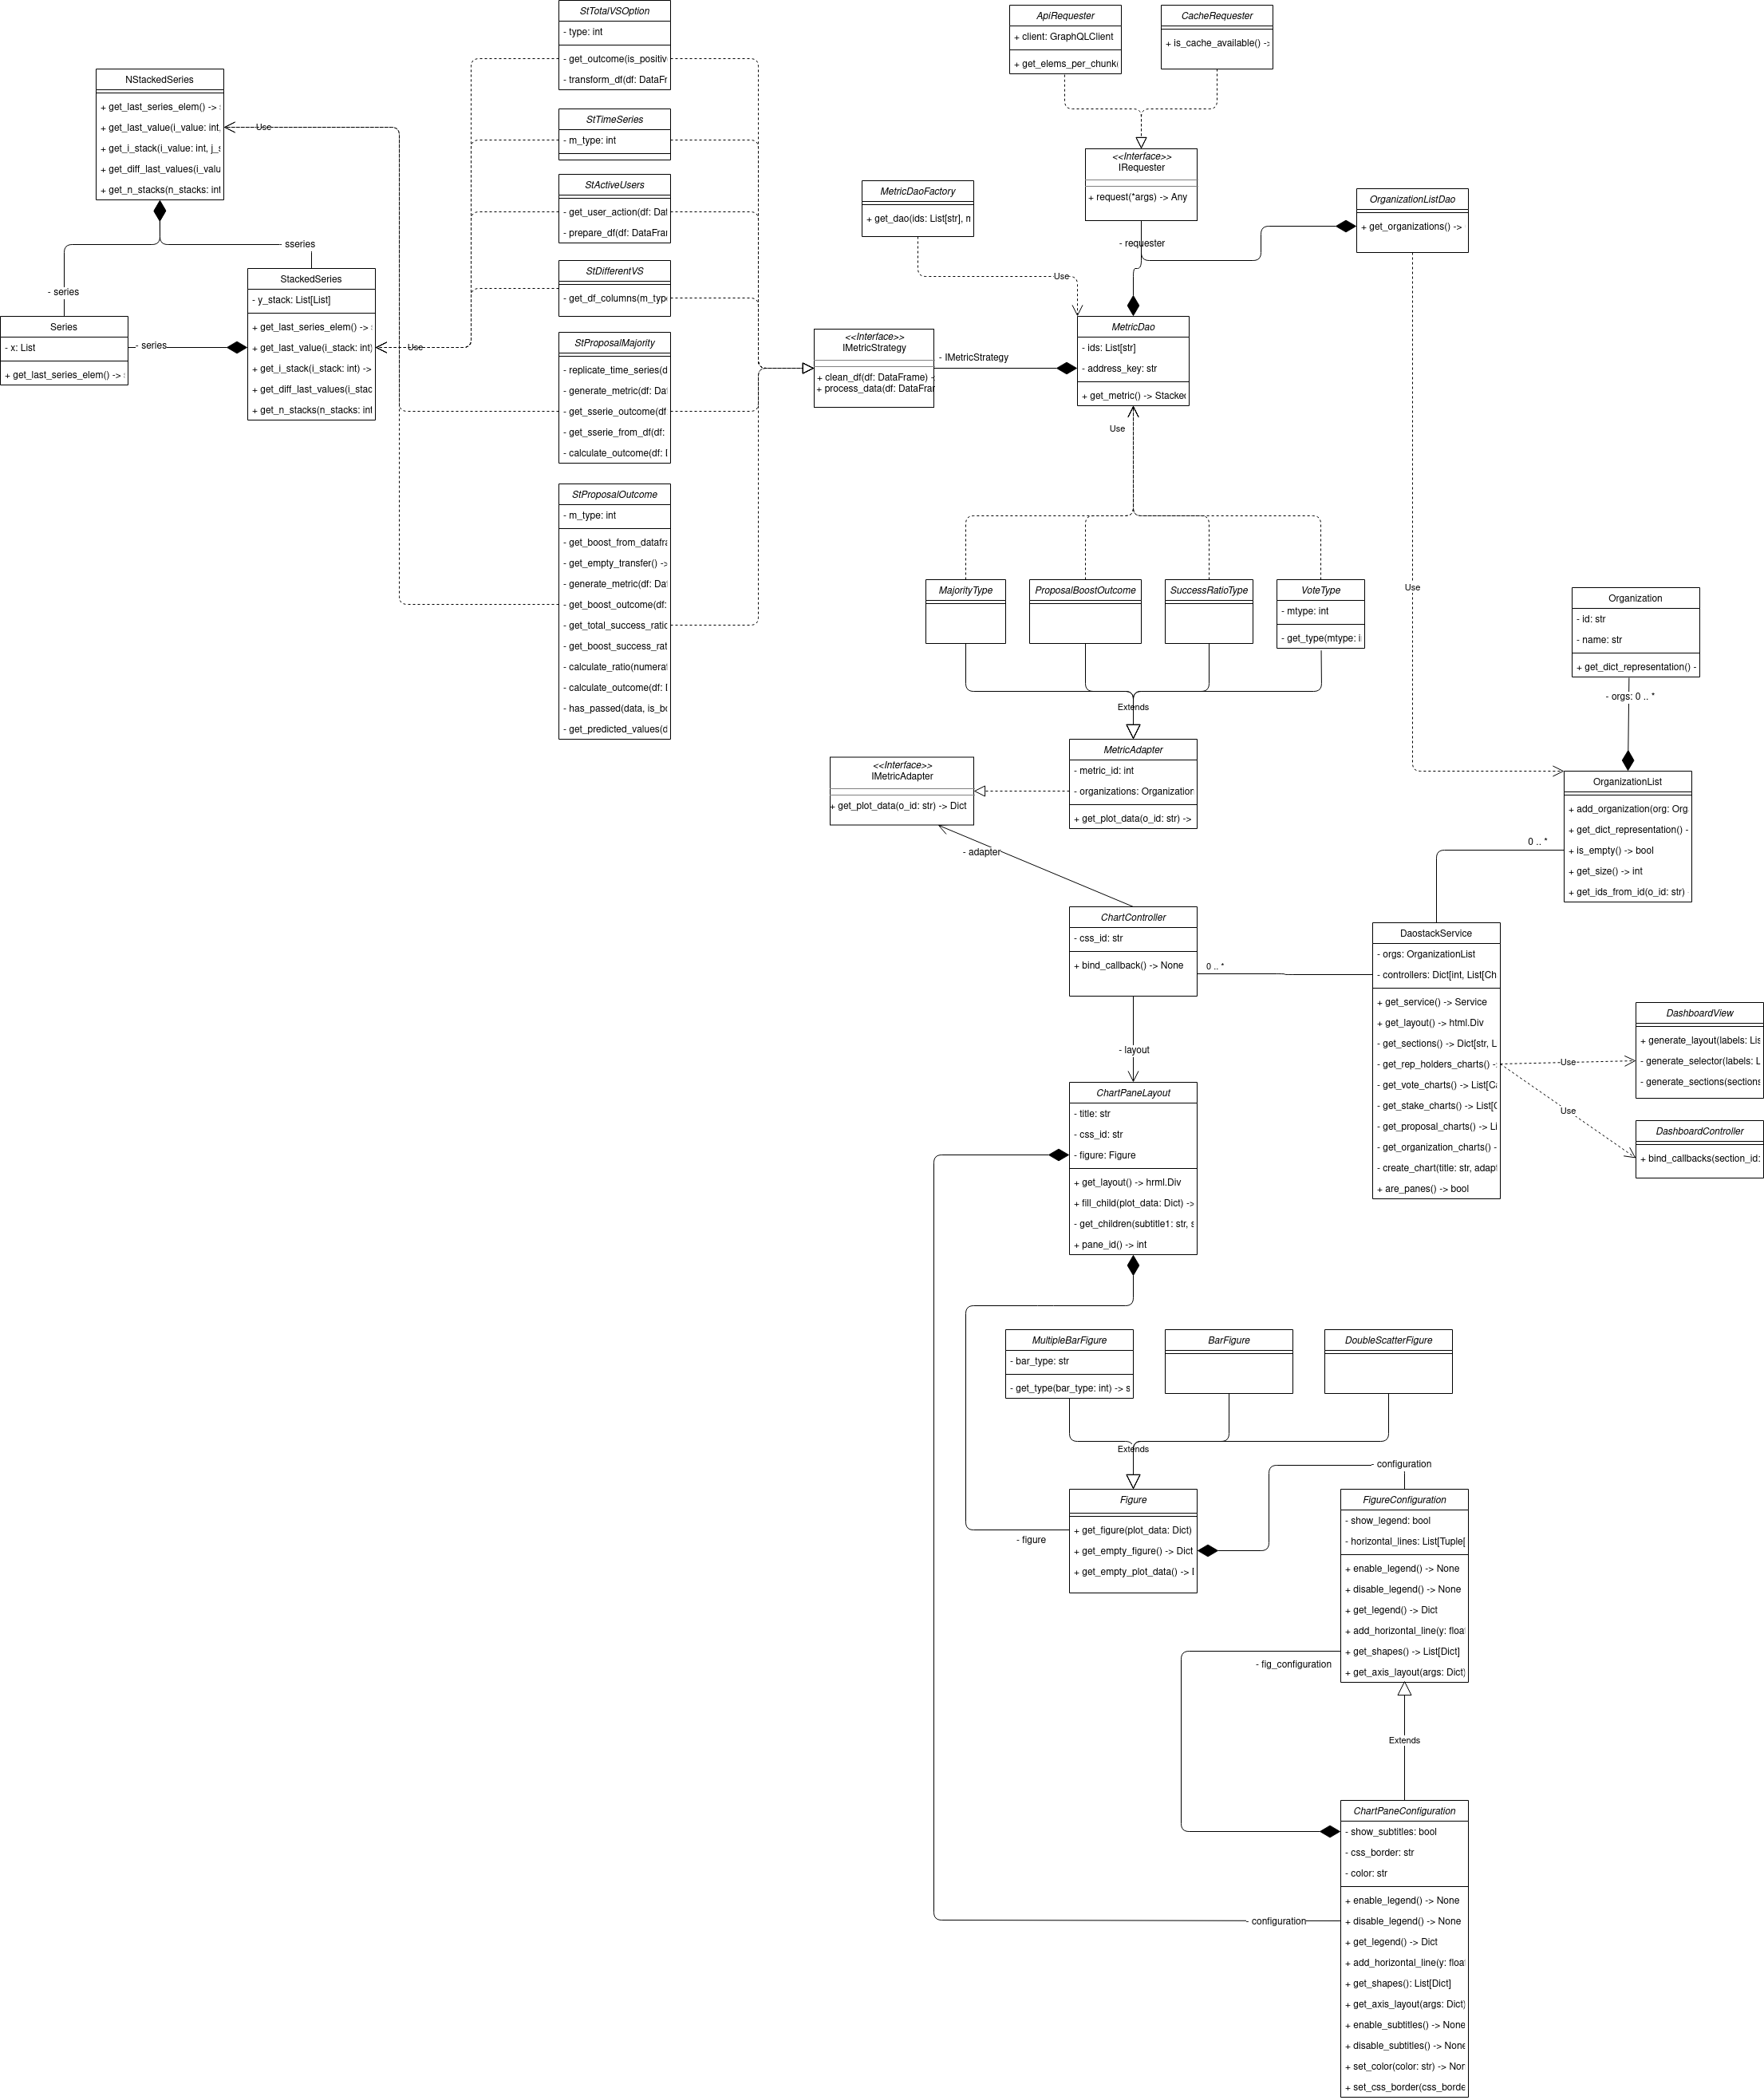 StTotalVSOption
- type: int
- get_outcome(is_positiv
- transform_df(df: DataFr
ApiRequester
+ client: GraphQLClient
+ get_elems_per_chunk(
CacheRequester
+ is_cache_available() ->
NStackedSeries
+ get_last_series_elem() -> :
+ get_last_value(i_value: int,
+ get_i_stack(i_value: int, j_s
+ get_diff_last_values(i_valu
+ get_n_stacks(n_stacks: int
Use
StTimeSeries
- m_type: int
<<Interface>>
IRequester
+ request(*args) -> Any
StActiveUsers
- get_user_action(df: Dat
- prepare_df(df: DataFrar
MetricDaoFactory
+ get_dao(ids: List[str], n
OrganizationListDao
+ get_organizations() ->
- requester
sseries
- series
StackedSeries
- y_stack: List[List]
+ get_last_series_elem() -> :
+ get_last_value(i_stack: int)
+ get_i_stack(i_stack: int) ->
+ get_diff_last_values(i_stac
+ get_n_stacks(n_stacks: int
Series
- x: List
+ get_last_series_elem() -> :
- series
Use
StDifferentVS
- get_df_columns(m_type
StProposalMajority
- replicate_time_series(d
- generate_metric(df: Dat
- get_sserie_outcome(df
- get_sserie_from_df(df:
- calculate_outcome(df: D
<<Interface>>
IMetricStrategy
+ clean_df(df: DataFrame) -
+ process_data(df: DataFrar
- IMetricStrategy
Use
MetricDao
- ids: List[str]
- address_key: str
+ get_metric() -> Stacked
Use
StProposalOutcome
- m_type: int
- get_boost_from_datafra
- get_empty_transfer() ->
- generate_metric(df: Dat
- get_boost_outcome(df:
- get_total_success_ratic
- get_boost_success_rat
- calculate_ratio(numerat
- calculate_outcome(df: D
- has_passed(data, is_bo
- get_predicted_values(d
MajorityType
ProposalBoostOutcome
SuccessRatioType
VoteType
- mtype: int
- get_type(mtype: i
Use
Organization
- id: str
- name: str
+ get_dict_representation() -
- orgs: 0 .. *
Extends
<<Interface>>
IMetricAdapter
+ get_plot_data(o_id: str) -> Dict
MetricAdapter
- metric_id: int
- organizations: Organization
+ get_plot_data(o_id: str) ->
OrganizationList
+ add_organization(org: Org
+ get_dict_representation() -
+ is_empty() -> bool
+ get_size() -> int
+ get_ids_from_id(o_id: str)
0 .. *
- adapter
ChartController
- css_id: str
+ bind_callback() -> None
0 .. *
DaostackService
- orgs: OrganizationList
- controllers: Dict[int, List[Ch
+ get_service() -> Service
+ get_layout() -> html.Div
- get_sections() -> Dict[str, L
- get_rep_holders_charts() -:
- get_vote_charts() -> List[Ca
- get_stake_charts() -> List[C
- get_proposal_charts() -> Li
- get_organization_charts() -
- create_chart(title: str, adapt
+ are_panes() -> bool
Use
Use
DashboardView
+ generate_layout(labels: Lis
- generate_selector(labels: L
- generate_sections(sections
DashboardController
+ bind_callbacks(section_id:
- layout
ChartPaneLayout
- title: str
- css_id: str
- figure: Figure
+ get_layout() -> hrml.Div
+ fill_child(plot_data: Dict) ->
- get_children(subtitle1: str, s
+ pane_id() -> int
MultipleBarFigure
- bar_type: str
- get_type(bar_type: int) -> s
BarFigure
DoubleScatterFigure
Extends
Figure
+ get_figure(plot_data: Dict)
+ get_empty_figure() -> Dict
+ get_empty_plot_data() -> D
- figure
- configuration
FigureConfiguration
- show_legend: bool
- horizontal_lines: List[Tuple[
+ enable_legend() -> None
+ disable_legend() -> None
+ get_legend() -> Dict
+ add_horizontal_line(y: float
+ get_shapes() -> List[Dict]
+ get_axis_layout(args: Dict)
- fig_configuration
Extends
ChartPaneConfiguration
- show_subtitles: bool
- css_border: str
- color: str
+ enable_legend() -> None
+ disable_legend() -> None
+ get_legend() -> Dict
+ add_horizontal_line(y: float
+ get_shapes(): List[Dict]
+ get_axis_layout(args: Dict)
+ enable_subtitles() -> None
+ disable_subtitles() -> None
+ set_color(color: str) -> Nor
+ set_css_border(css_borde
- configuration